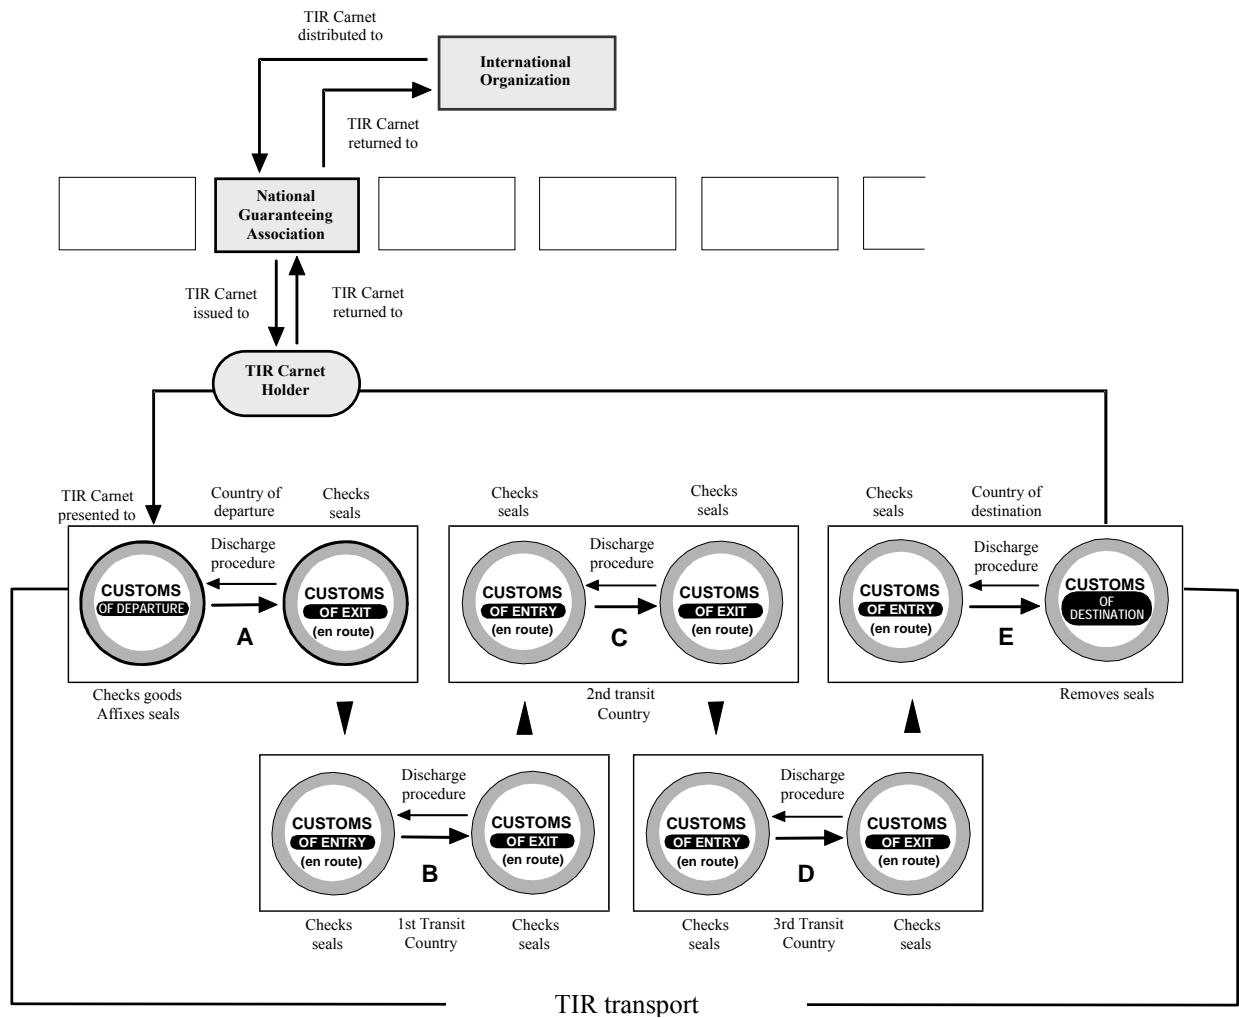 TIR Carnet
distributed to
International
Organization
TIR Carnet
returned to
National
Guaranteeing
Association
TIR Carnet
issued to
TIR Carnet
returned to
TIR Carnet
Holder
TIR Carnet
presented to
Country of
departure
Checks
seals
Checks
seals
Checks
seals
Checks
seals
Country of
destination
CUSTOMS
OF DEPARTURE
Discharge
procedure
A
CUSTOMS
OF EXIT
(en route)
CUSTOMS
OF ENTRY
(en route)
Discharge
procedure
C
CUSTOMS
OF EXIT
(en route)
CUSTOMS
OF ENTRY
(en route)
Discharge
procedure
E
CUSTOMS
OF
DESTINATION
Checks goods
Affixes seals
2nd transit
Country
Removes seals
CUSTOMS
OF ENTRY
(en route)
Discharge
procedure
B
CUSTOMS
OF EXIT
(en route)
CUSTOMS
OF ENTRY
(en route)
Discharge
procedure
D
CUSTOMS
OF EXIT
(en route)
Checks
seals
1st Transit
Country
Checks
seals
Checks
seals
3rd Transit
Country
Checks
seals
TIR transport